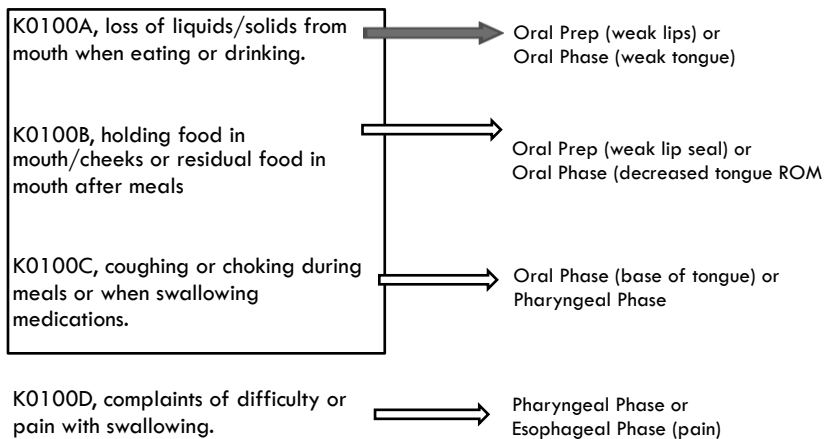 K0100A, loss of liquids/solids from
mouth when eating or drinking.
Oral Prep (weak lips) or
Oral Phase (weak tongue)
K0100B, holding food in
mouth/cheeks or residual food in
mouth after meals
Oral Prep (weak lip seal) or
Oral Phase (decreased tongue ROM
K0100C, coughing or choking during
meals or when swallowing
medications.
Oral Phase (base of tongue) or
Pharyngeal Phase
K0100D, complaints of difficulty or
pain with swallowing.
Pharyngeal Phase or
Esophageal Phase (pain)